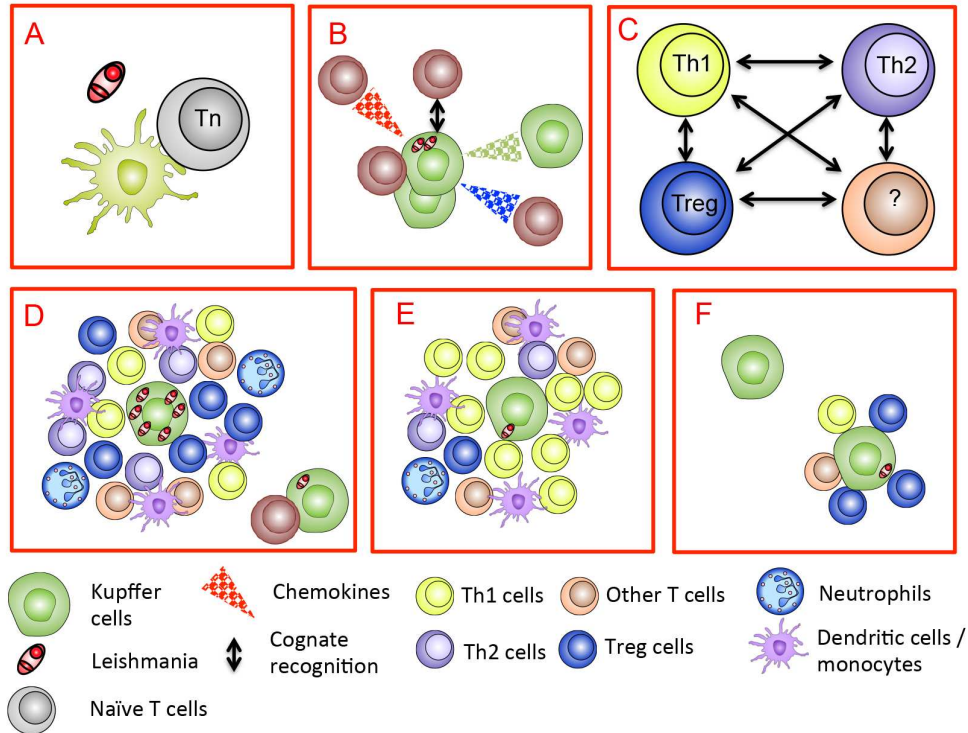 A
Tn
B
C
Th1
Th2
Treg
?
D
E
F
Kupffer
cells
Chemokines
Th1 cells
Other T cells
Neutrophils
Leishmania
Cognate
recognition
Th2 cells
Treg cells
Dendritic cells /
monocytes
Naïve T cells